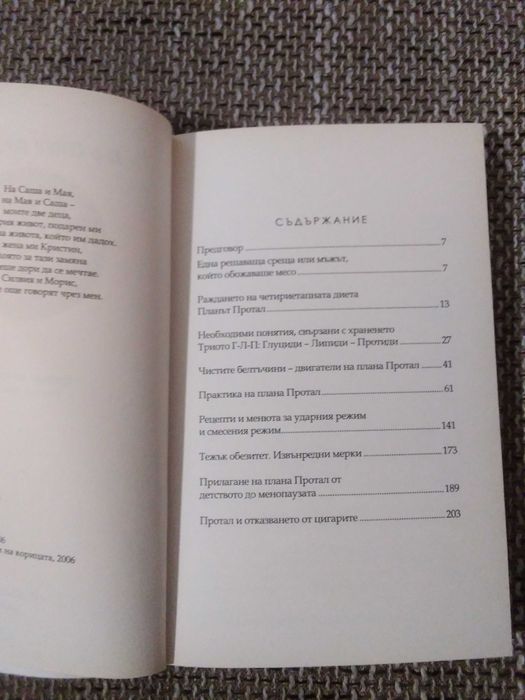 На Саша и Мая,
на Мая и Саша –
моите две деца,
живот, подарен ми
живота, който им дадох.
жена ми Кристин,
за тази замяна
дори да се мечтае.
Силвия и Морис,
още говорят чрез мен.
на корицата, 2006
СЪДЪРЖАНИЕ
Предговор 7
Една решаваща среща или мъжът,
който обожаваше месо 7
Раждането на четириетапната диета
Планът Протал 13
Необходими понятия, свързани с храненето
Триото Г-Л-П: Глуциди – Липиди – Протиди 27
Чистите белтъчини – двигатели на плана Протал 41
Практика на плана Протал 61
Рецепти и менюта за ударния режим
и смесения режим 141
Тежък обезитет. Извънредни мерки 173
Прилагане на плана Протал от
детството до менопаузата 189
Протал и отказването от цигарите 203